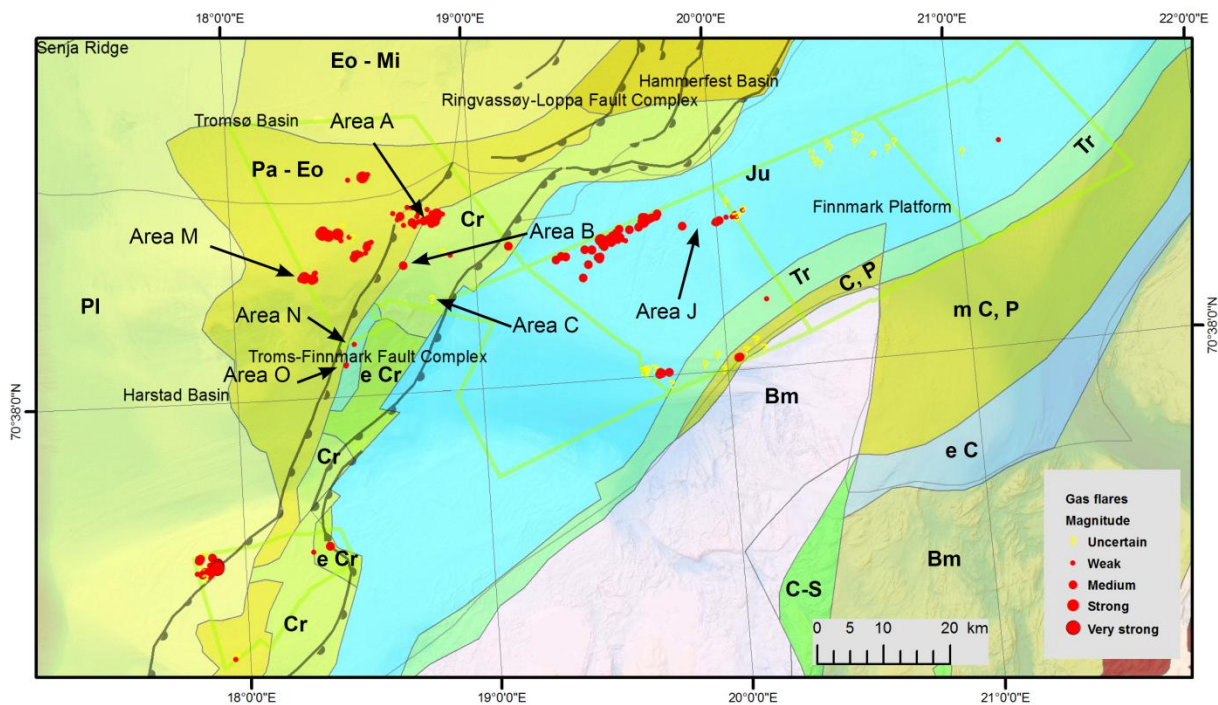 18°0'0"E 19°0'0"E 20°0'0"E 21°0'0"E 22°0'0"E
Senja Ridge
Eo - Mi
Hammerfest Basin
Ringvassøy-Loppa Fault Complex
Area A
Tromsø Basin
Pa - Eo
Ju
Tr
Cr
Finnmark Platform
Area M
Area B
Tr
C, P
Pl
Area J
m C, P
Area C
Area N
70°38'0"N
Troms-Finnmark Fault Complex
Area O
e Cr
Harstad Basin
Bm
70°38'0"N
Cr
e C
Gas flares
Magnitude
Uncertain
Weak
Medium
Strong
Very strong
e Cr
Bm
C-S
Cr
0 5 10 20 km
18°0'0"E 19°0'0"E 20°0'0"E 21°0'0"E